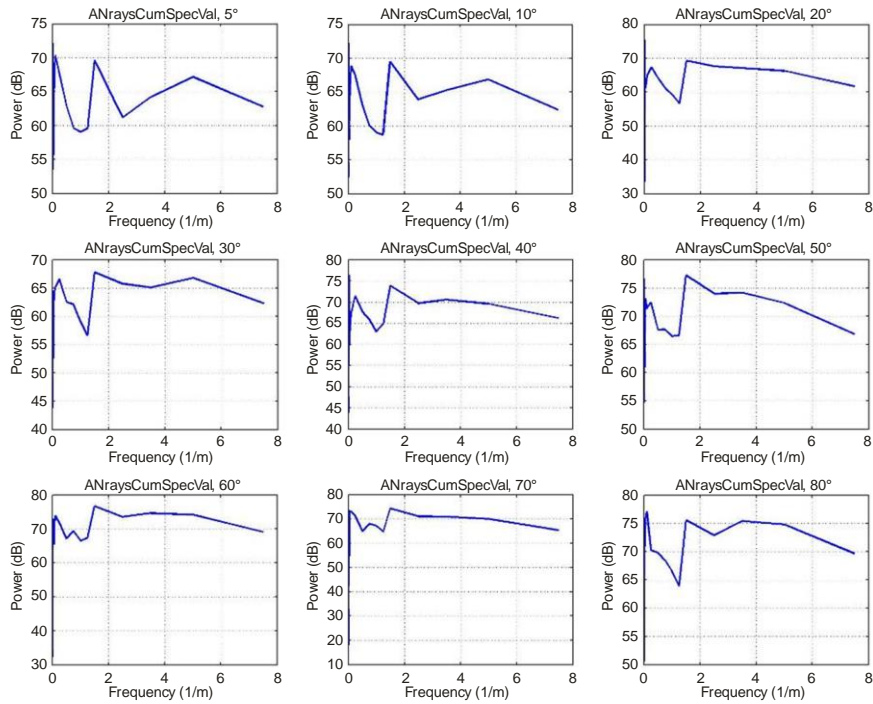 ANraysCumSpecVal, 5°
75
70
65
60
55
50
Power (dB)
0 2 4 6 8
Frequency (1/m)
ANraysCumSpecVal, 10°
75
70
65
60
55
50
Power (dB)
0 2 4 6 8
Frequency (1/m)
ANraysCumSpecVal, 20°
80
70
60
50
40
30
Power (dB)
0 2 4 6 8
Frequency (1/m)
ANraysCumSpecVal, 30°
70
65
60
55
50
45
40
Power (dB)
0 2 4 6 8
Frequency (1/m)
ANraysCumSpecVal, 40°
80
75
70
65
60
55
50
45
40
Power (dB)
0 2 4 6 8
Frequency (1/m)
ANraysCumSpecVal, 50°
80
75
70
65
60
55
50
Power (dB)
0 2 4 6 8
Frequency (1/m)
ANraysCumSpecVal, 60°
80
70
60
50
40
30
Power (dB)
0 2 4 6 8
Frequency (1/m)
ANraysCumSpecVal, 70°
80
70
60
50
40
30
20
10
Power (dB)
0 2 4 6 8
Frequency (1/m)
ANraysCumSpecVal, 80°
80
75
70
65
60
55
50
Power (dB)
0 2 4 6 8
Frequency (1/m)